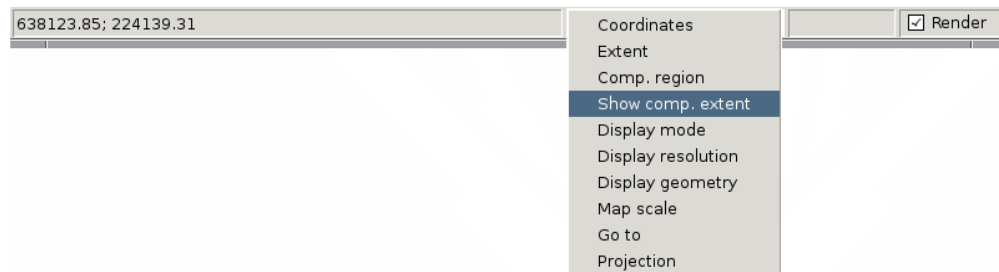 638123.85; 224139.31
Render
Coordinates
Extent
Comp. region
Show comp. extent
Display mode
Display resolution
Display geometry
Map scale
Go to
Projection